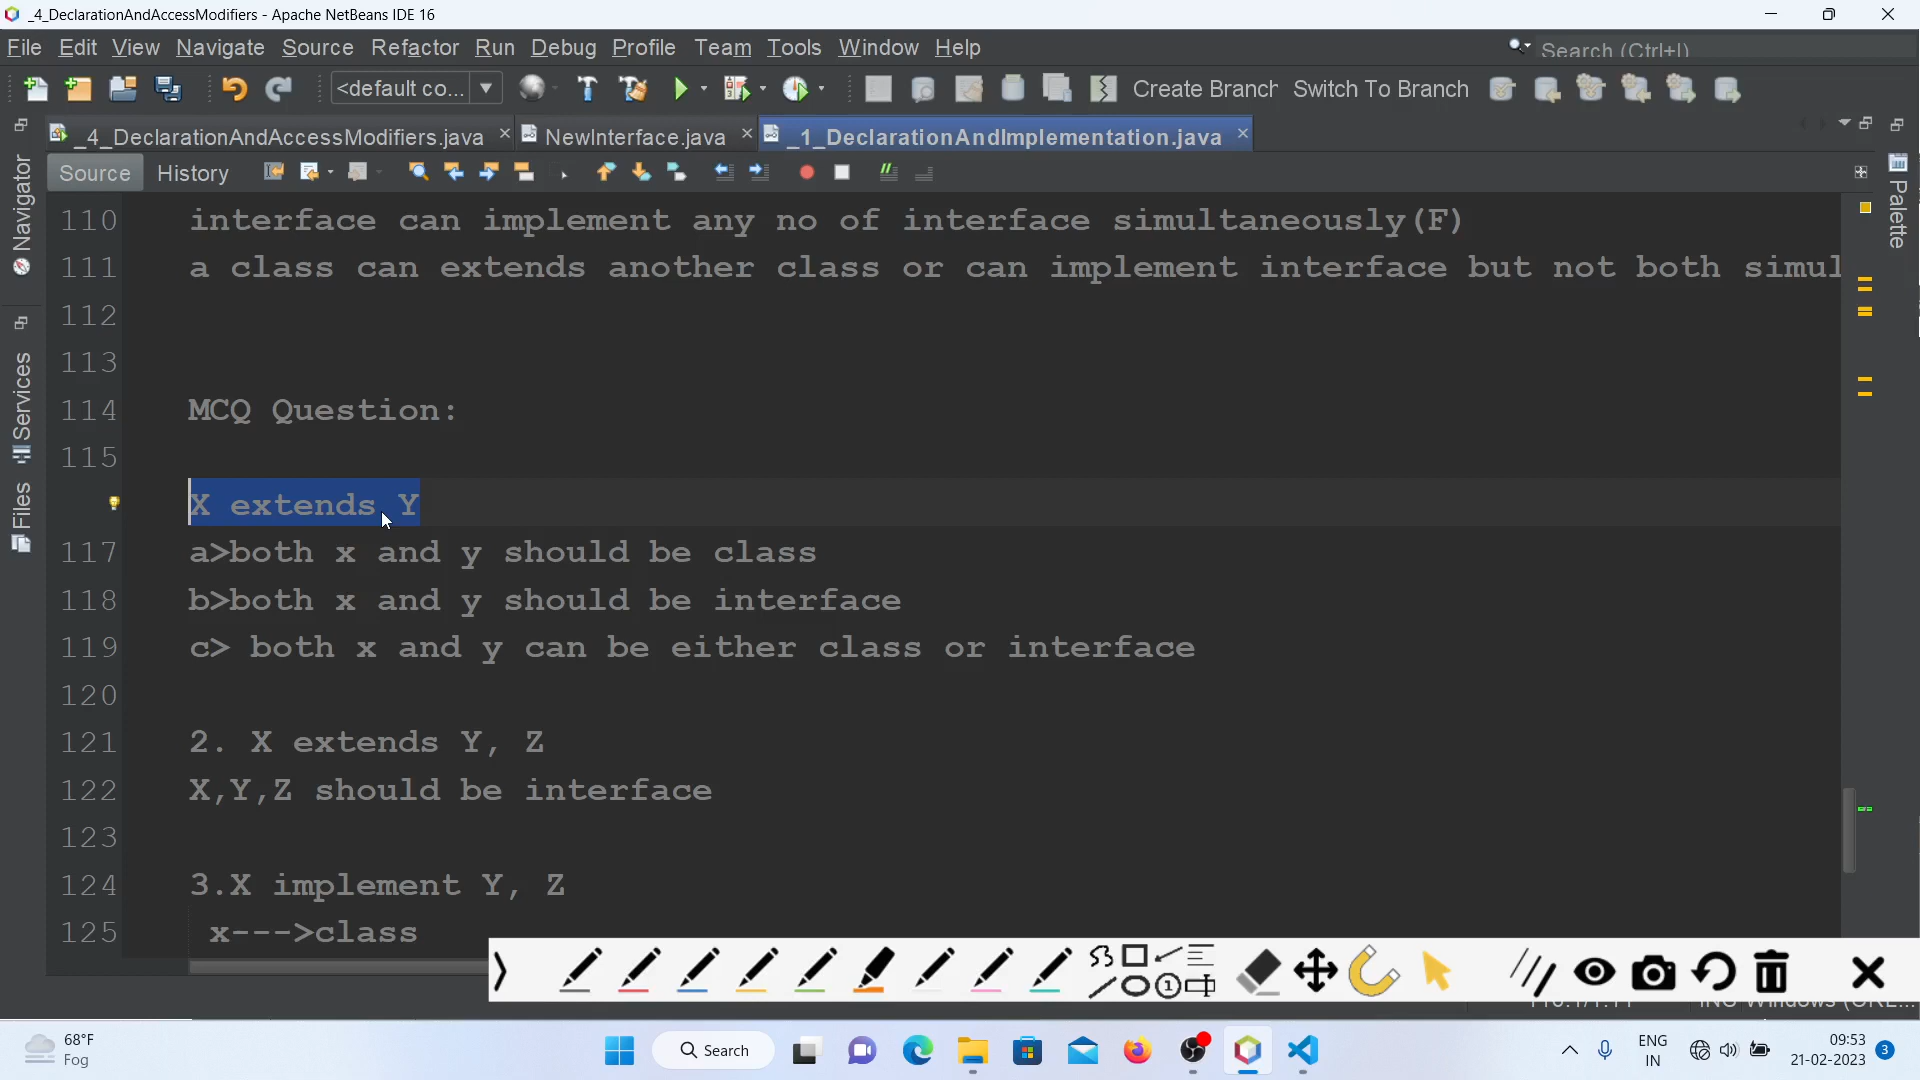 _4_DeclarationAndAccessModifiers - Apache NetBeans IDE 16
File Edit View Navigate Source Refactor Run Debug Profile Team Tools Window Help
Search (Ctrl+I)
<default co... Create Branch Switch To Branch
_4_DeclarationAndAccessModifiers.java NewInterface.java _1_DeclarationAndImplementation.java
Source History
Navigator
Services
Files
Palette
110 interface can implement any no of interface simultaneously(F)
111 a class can extends another class or can implement interface but not both simul
112
113
114 MCQ Question:
115
X extends Y
117 a>both x and y should be class
118 b>both x and y should be interface
119 c> both x and y can be either class or interface
120
121 2. X extends Y, Z
122 X,Y,Z should be interface
123
124 3.X implement Y, Z
125 x--->class
68°F
Fog
Search
ENG
IN
09:53
21-02-2023
3